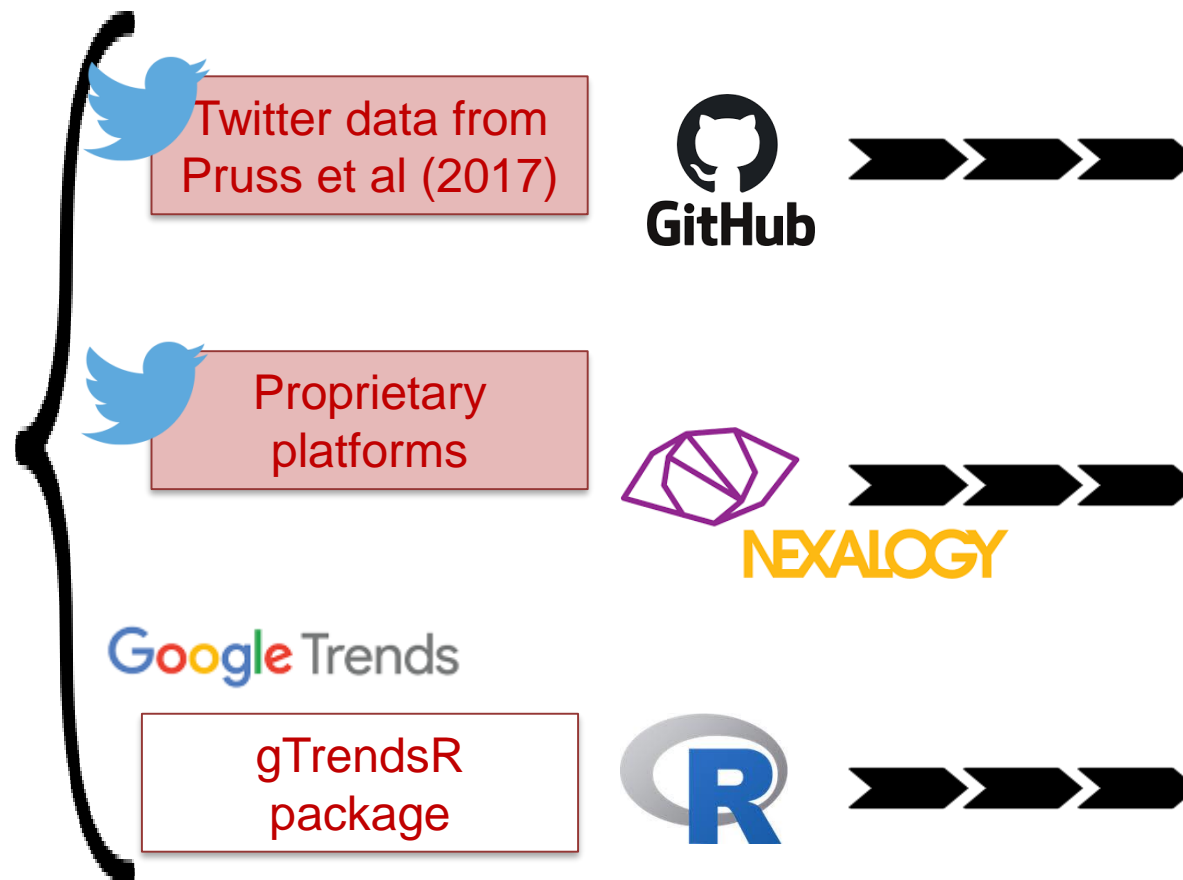 Twitter data from
Pruss et al (2017)
GitHub
Proprietary
platforms
NEXALOGY
Google Trends
gTrendsR
package
R